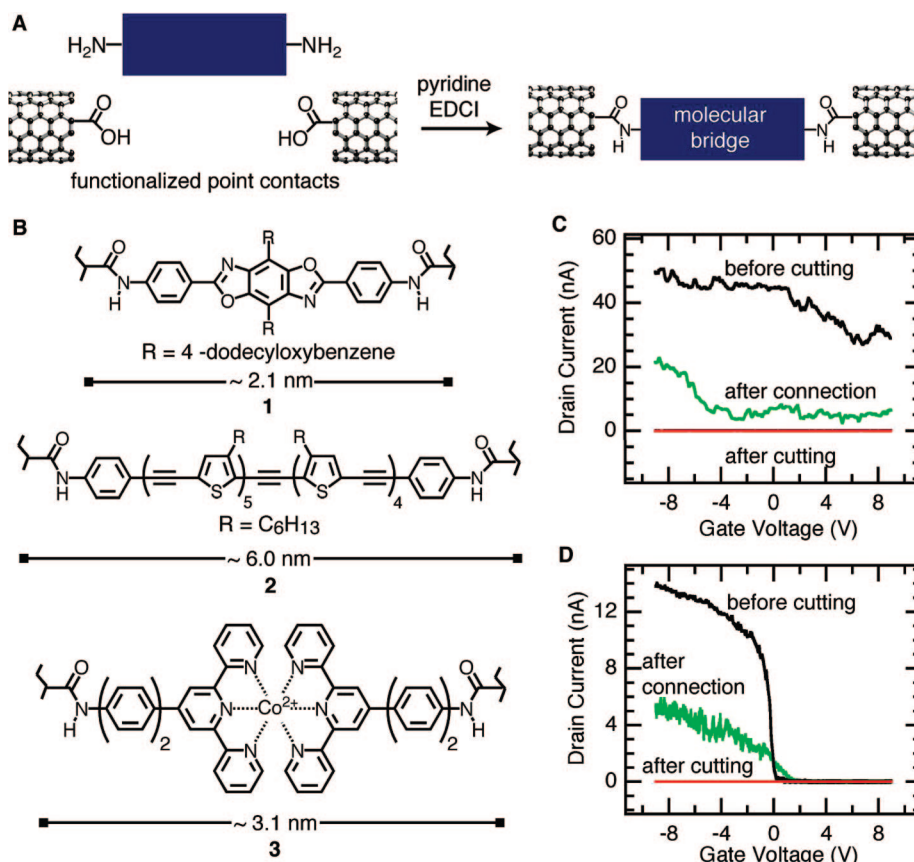 A
H₂N
NH₂
O
OH
O
HO
pyridine
EDCI
functionalized point contacts
O
N
H
molecular
bridge
O
N
H
B
R
O
N
H
N
O
O
N
R
O
N
H
R = 4 -dodecyloxybenzene
~ 2.1 nm
1
O
N
H
R
S
5
R
S
4
O
N
H
R = C₆H₁₃
~ 6.0 nm
2
O
N
H
2
N
N
N
Co²⁺
N
N
N
2
O
N
H
~ 3.1 nm
3
C
Drain Current (nA)
60
40
20
0
before cutting
after connection
after cutting
-8 -4 0 4 8
Gate Voltage (V)
D
Drain Current (nA)
12
8
4
0
before cutting
after
connection
after cutting
-8 -4 0 4 8
Gate Voltage (V)